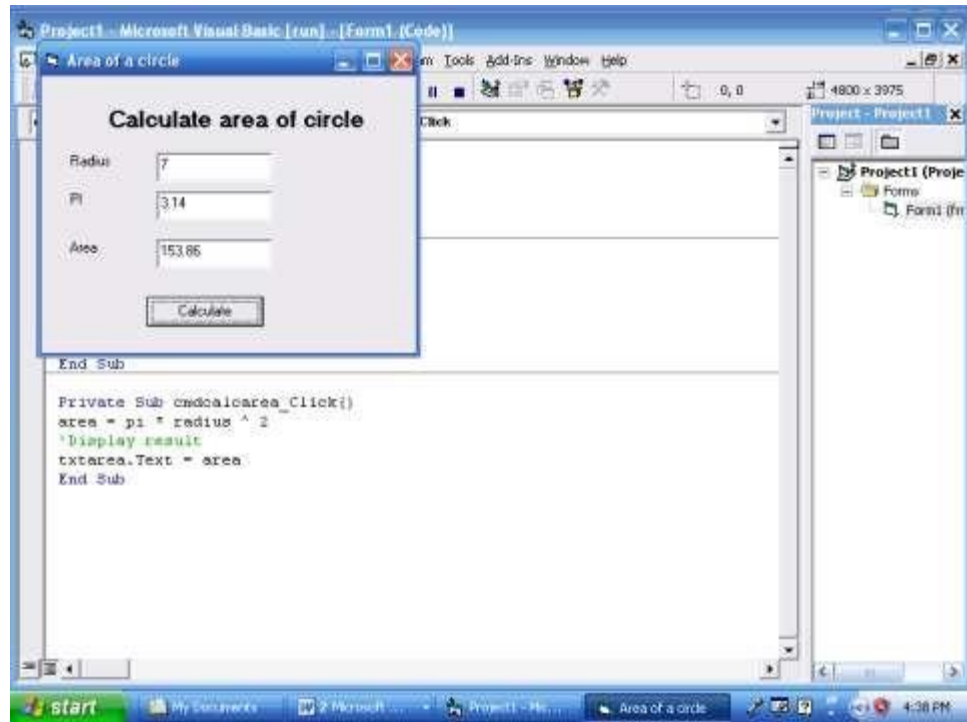 Project1 - Microsoft Visual Basic [run] - [Form1 (Code)]
Area of a circle
Tools Add-Ins Window Help
0, 0
4800 x 3975
Calculate area of circle
Click
Project - Project1
Radius
7
PI
3.14
Area
153.86
Calculate
Project1 (Proje
Forms
Form1 (fr
End Sub
Private Sub cmdcalcarea_Click()
area = pi * radius ^ 2
'Display result
txtarea.Text = area
End Sub
start
My Documents
2 Microsoft ...
Project1 - Mic...
Area of a circle
4:38 PM